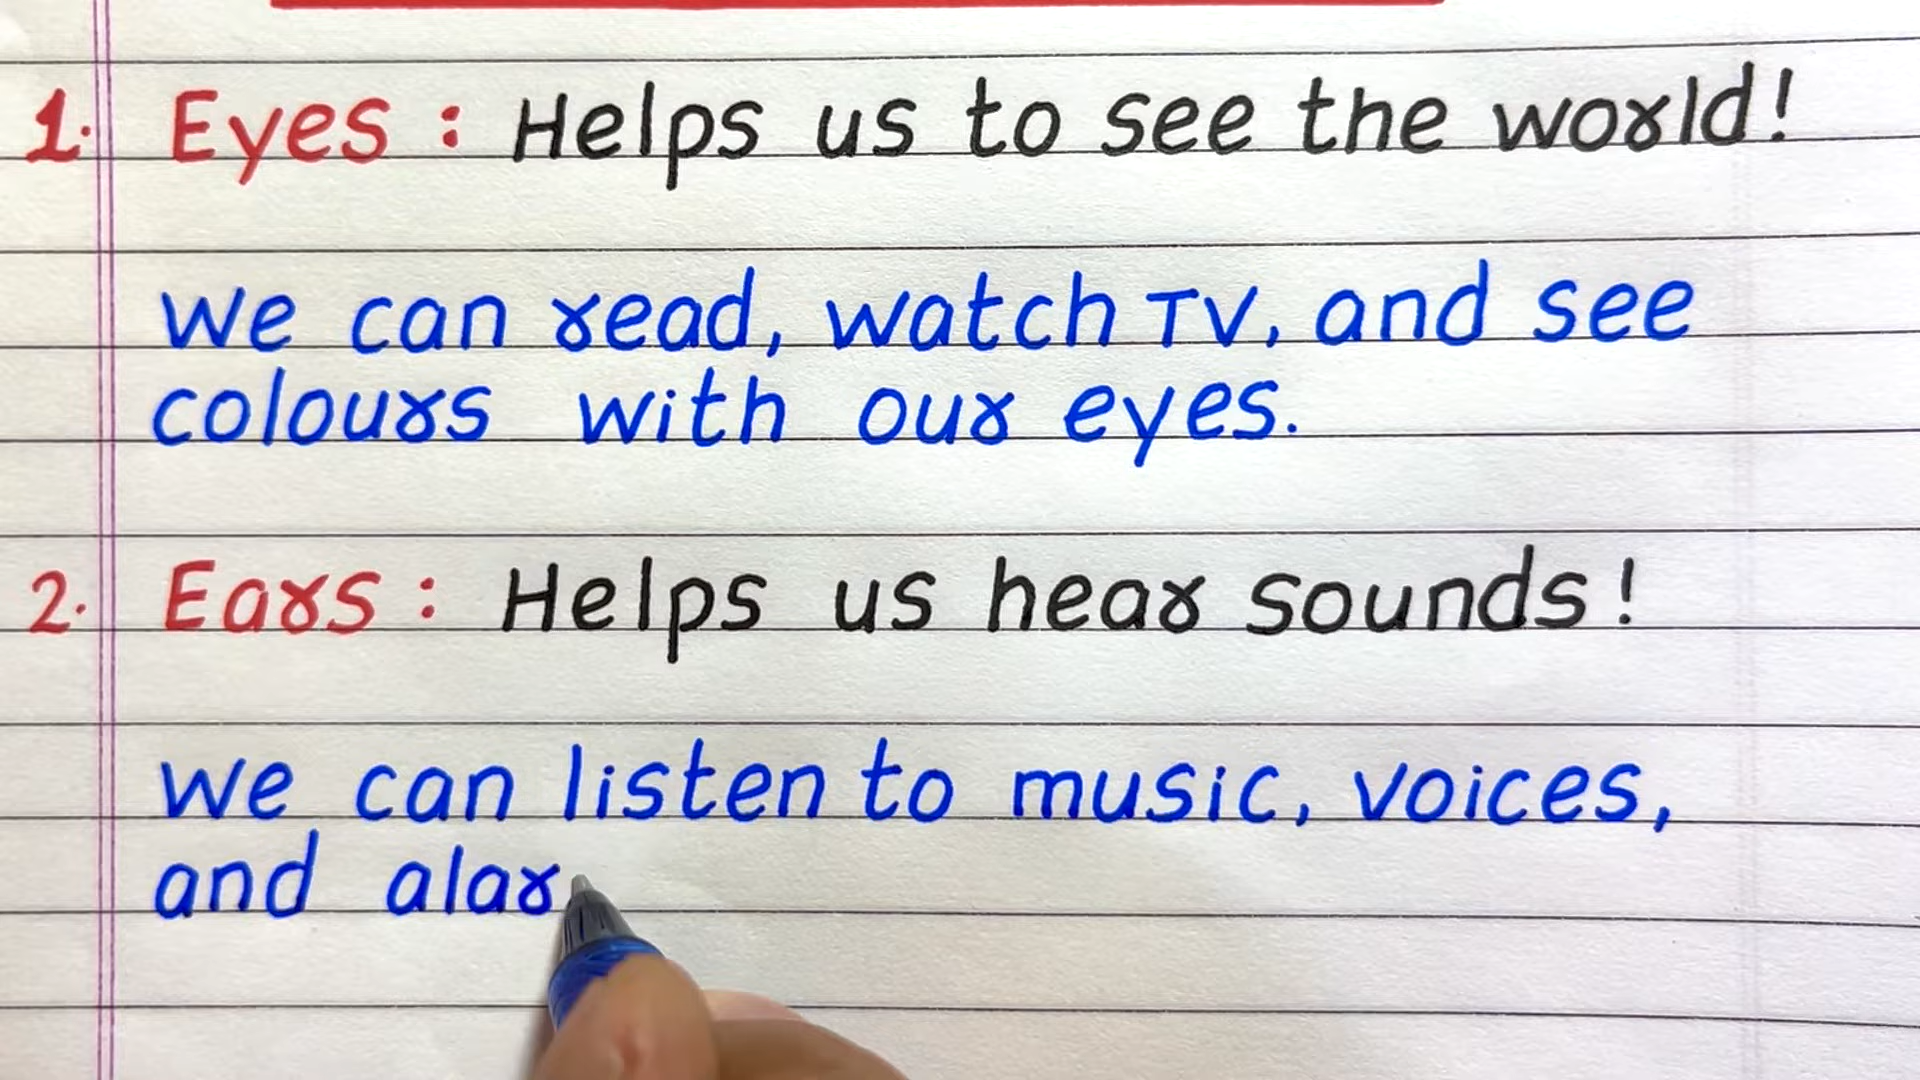 1. Eyes : Helps us to see the world!
we can read, watch TV, and see
colours with our eyes.
2. Ears : Helps us hear sounds!
we can listen to music, voices,
and alar